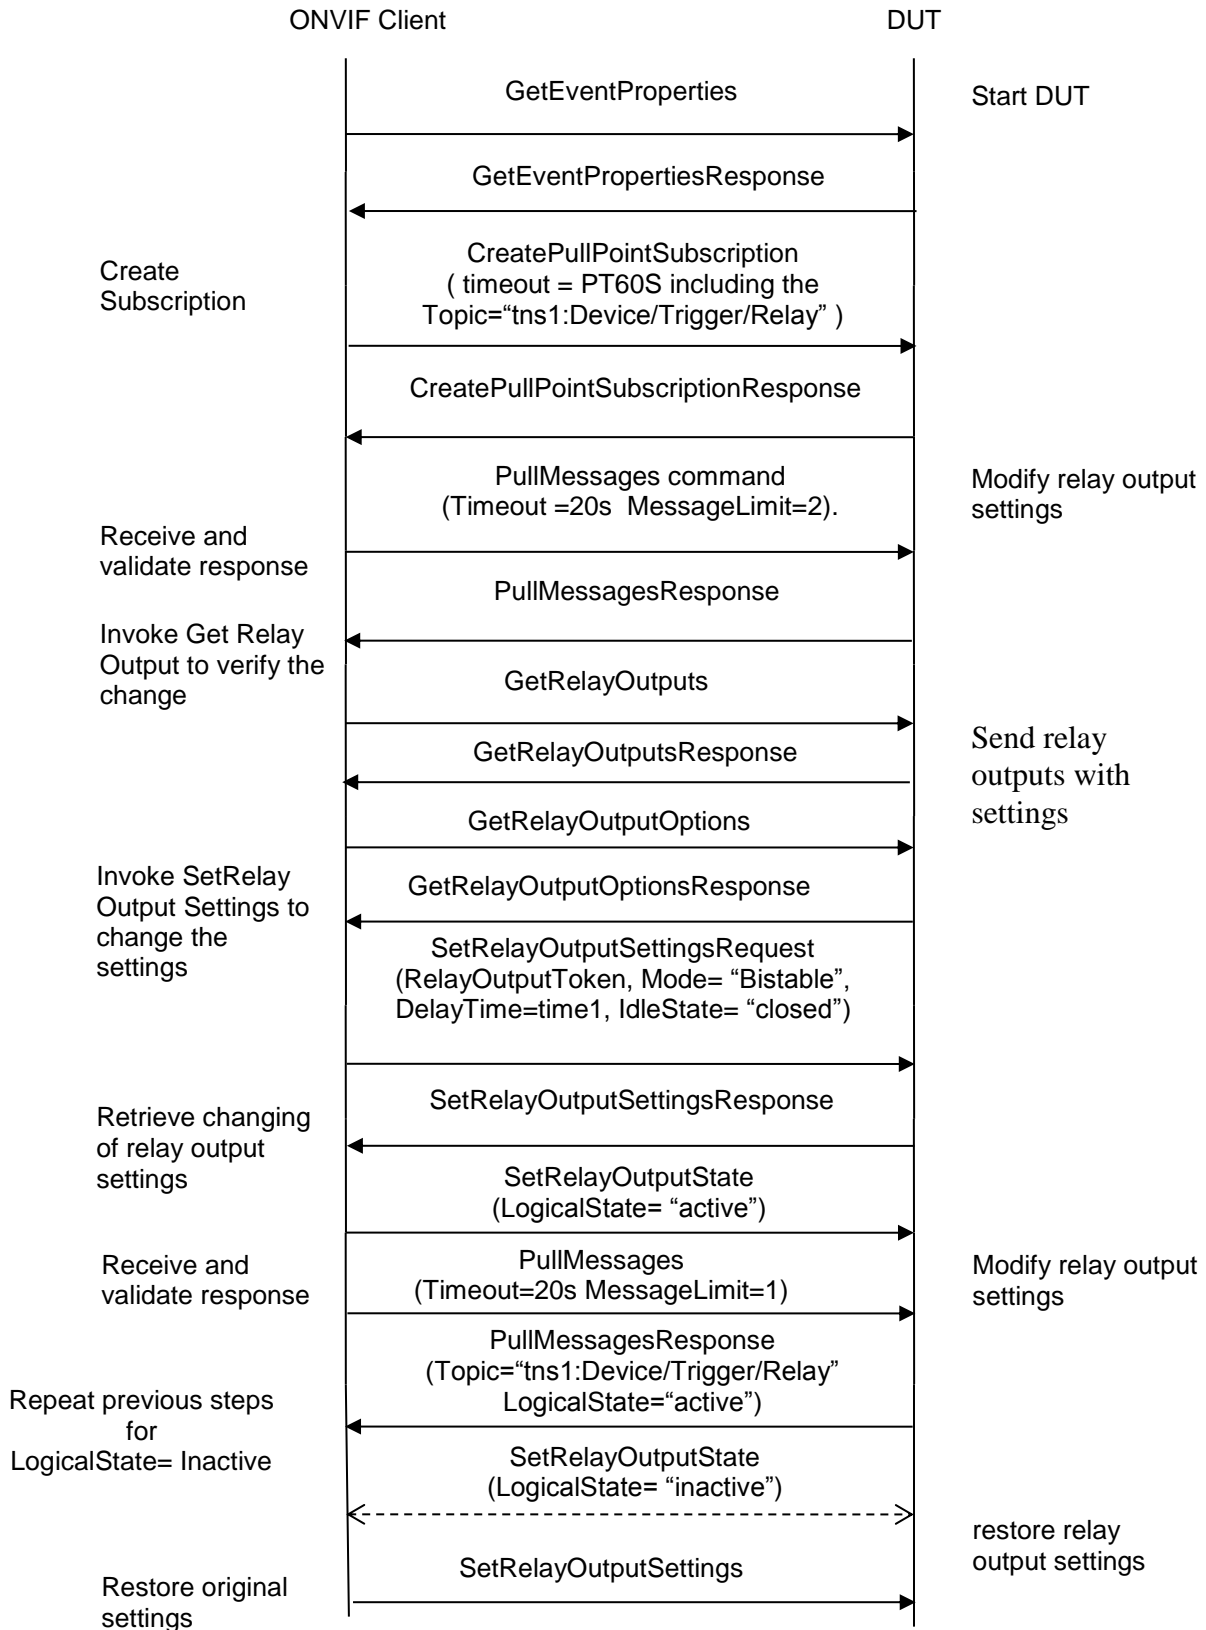 ONVIF Client
DUT
GetEventProperties
Start DUT
GetEventPropertiesResponse
Create
Subscription
CreatePullPointSubscription
( timeout = PT60S including the
Topic=“tns1:Device/Trigger/Relay” )
CreatePullPointSubscriptionResponse
PullMessages command
(Timeout =20s  MessageLimit=2).
Modify relay output
settings
Receive and
validate response
PullMessagesResponse
Invoke Get Relay
Output to verify the
change
GetRelayOutputs
GetRelayOutputsResponse
Send relay
outputs with
settings
GetRelayOutputOptions
Invoke SetRelay
Output Settings to
change the
settings
GetRelayOutputOptionsResponse
SetRelayOutputSettingsRequest
(RelayOutputToken, Mode= “Bistable”,
DelayTime=time1, IdleState= “closed”)
SetRelayOutputSettingsResponse
Retrieve changing
of relay output
settings
SetRelayOutputState
(LogicalState= “active”)
Receive and
validate response
PullMessages
(Timeout=20s MessageLimit=1)
Modify relay output
settings
PullMessagesResponse
(Topic=“tns1:Device/Trigger/Relay”
LogicalState=“active”)
Repeat previous steps
for
LogicalState= Inactive
SetRelayOutputState
(LogicalState= “inactive”)
restore relay
output settings
SetRelayOutputSettings
Restore original
settings